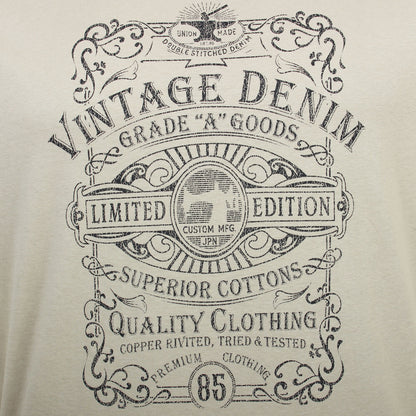 UNION MADE
DOUBLE STITCHED DENIM
VINTAGE DENIM
GRADE "A" GOODS
LIMITED EDITION
CUSTOM MFG.
JPN
SUPERIOR COTTONS
QUALITY CLOTHING
COPPER RIVITED, TRIED & TESTED
PREMIUM CLOTHING
85